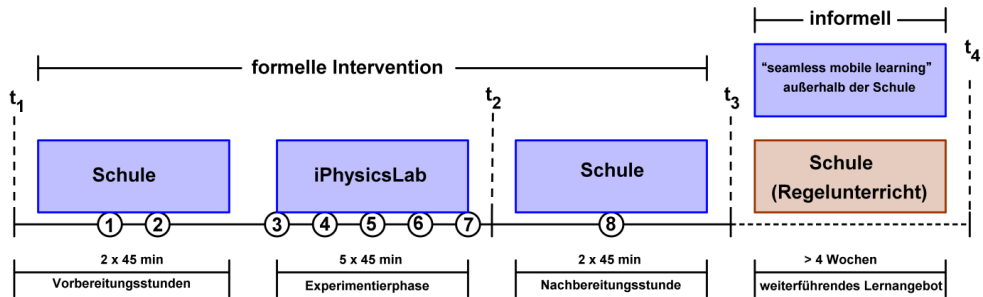 informell
formelle Intervention
"seamless mobile learning"
außerhalb der Schule
t4
t1
t2
t3
Schule
iPhysicsLab
Schule
Schule
(Regelunterricht)
1 2 3 4 5 6 7 8
2 x 45 min
5 x 45 min
2 x 45 min
> 4 Wochen
Vorbereitungsstunden
Experimentierphase
Nachbereitungsstunde
weiterführendes Lernangebot